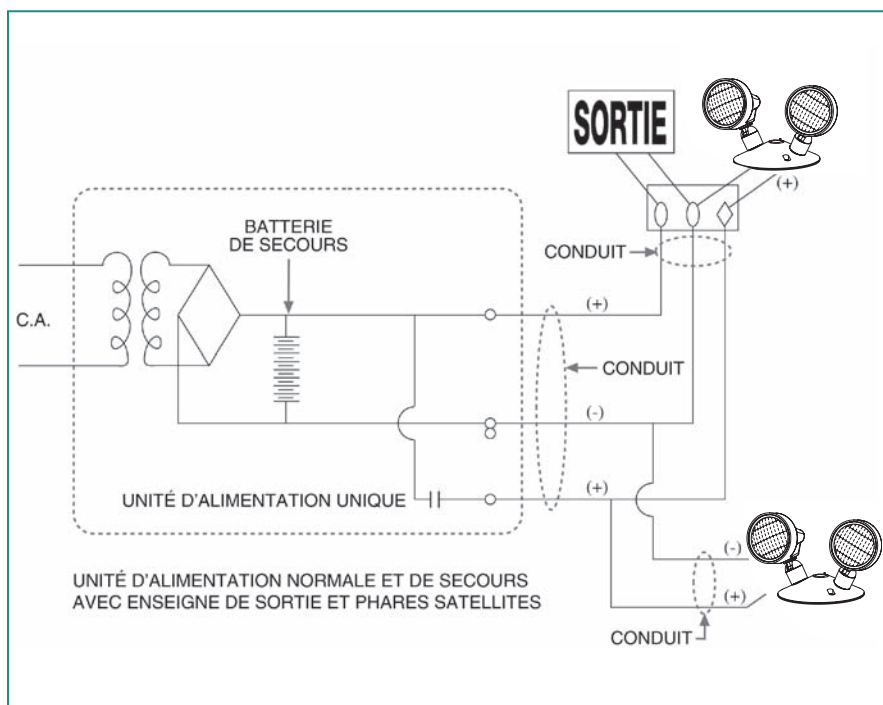 SORTIE
(+)
BATTERIE
DE SECOURS
CONDUIT
C.A.
(+)
CONDUIT
(-)
UNITÉ D'ALIMENTATION UNIQUE
(+)
(-)
UNITÉ D'ALIMENTATION NORMALE ET DE SECOURS
AVEC ENSEIGNE DE SORTIE ET PHARES SATELLITES
(+)
CONDUIT